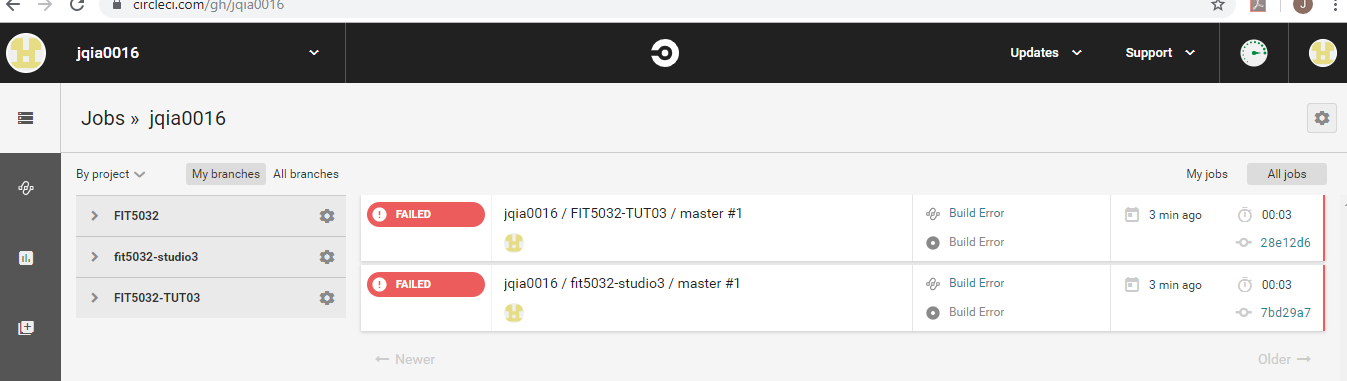 circleci.com/gh/jqia0016
J
jqia0016
Updates
Support
Jobs » jqia0016
By project
My branches
All branches
My jobs
All jobs
FIT5032
fit5032-studio3
FIT5032-TUT03
FAILED
jqia0016 / FIT5032-TUT03 / master #1
Build Error
Build Error
3 min ago
00:03
28e12d6
FAILED
jqia0016 / fit5032-studio3 / master #1
Build Error
Build Error
3 min ago
00:03
7bd29a7
← Newer
Older →